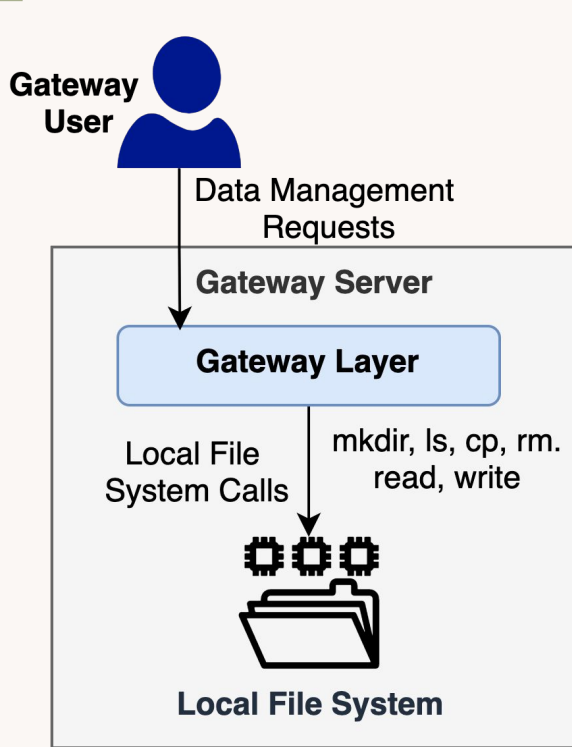 Gateway
User
Data Management
Requests
Gateway Server
Gateway Layer
Local File
System Calls
mkdir, ls, cp, rm.
read, write
Local File System